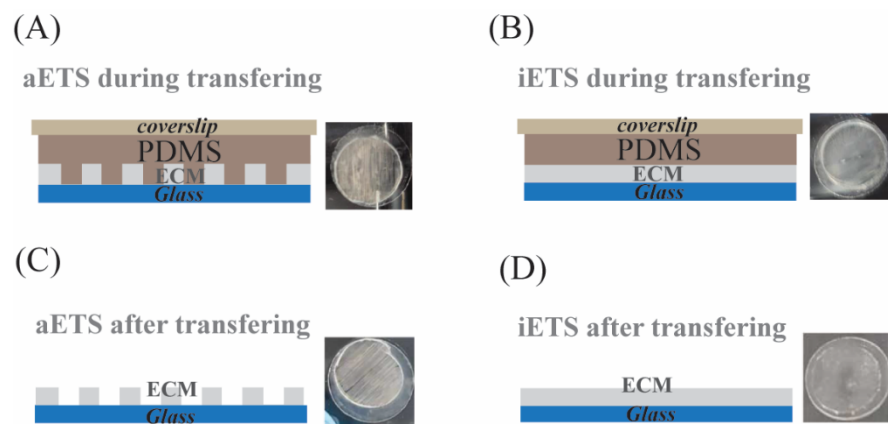 (A)
aETS during transfering
coverslip
PDMS
ECM
Glass
(B)
iETS during transfering
coverslip
PDMS
ECM
Glass
(C)
aETS after transfering
ECM
Glass
(D)
iETS after transfering
ECM
Glass